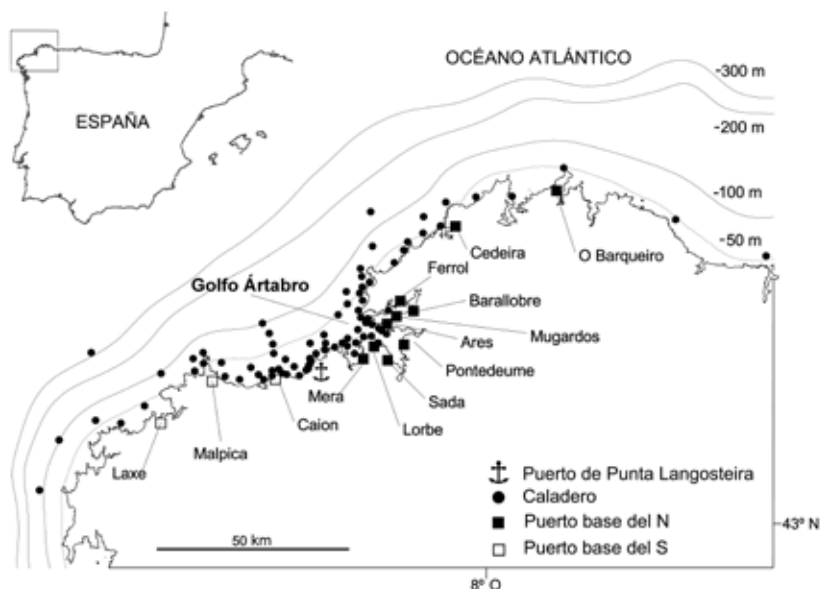 OCÉANO ATLÁNTICO
-300 m
ESPAÑA
-200 m
-100 m
-50 m
Cedeira
O Barqueiro
Ferrol
Golfo Ártabro
Barallobre
Mugardos
Ares
Pontedeume
Mera
Sada
Caion
Lorbe
Malpica
Laxe
Puerto de Punta Langosteira
Caladero
Puerto base del N
43º N
Puerto base del S
50 km
8º O